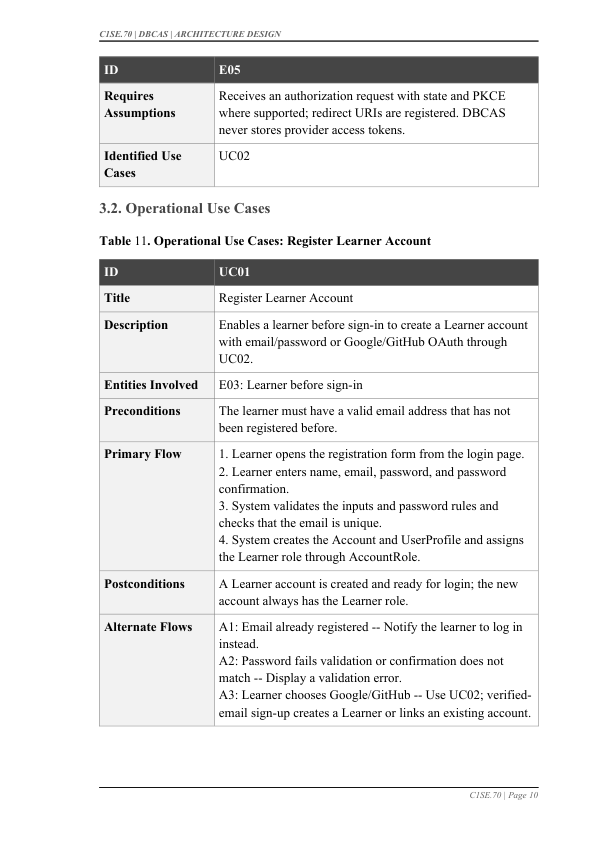 C1SE.70 | DBCAS | ARCHITECTURE DESIGN
ID E05
Requires Assumptions Receives an authorization request with state and PKCE
where supported; redirect URIs are registered. DBCAS
never stores provider access tokens.
Identified Use Cases UC02
3.2. Operational Use Cases
Table 11. Operational Use Cases: Register Learner Account
ID UC01
Title Register Learner Account
Description Enables a learner before sign-in to create a Learner account
with email/password or Google/GitHub OAuth through
UC02.
Entities Involved E03: Learner before sign-in
Preconditions The learner must have a valid email address that has not
been registered before.
Primary Flow 1. Learner opens the registration form from the login page.
2. Learner enters name, email, password, and password
confirmation.
3. System validates the inputs and password rules and
checks that the email is unique.
4. System creates the Account and UserProfile and assigns
the Learner role through AccountRole.
Postconditions A Learner account is created and ready for login; the new
account always has the Learner role.
Alternate Flows A1: Email already registered -- Notify the learner to log in
instead.
A2: Password fails validation or confirmation does not
match -- Display a validation error.
A3: Learner chooses Google/GitHub -- Use UC02; verified-
email sign-up creates a Learner or links an existing account.
C1SE.70 | Page 10